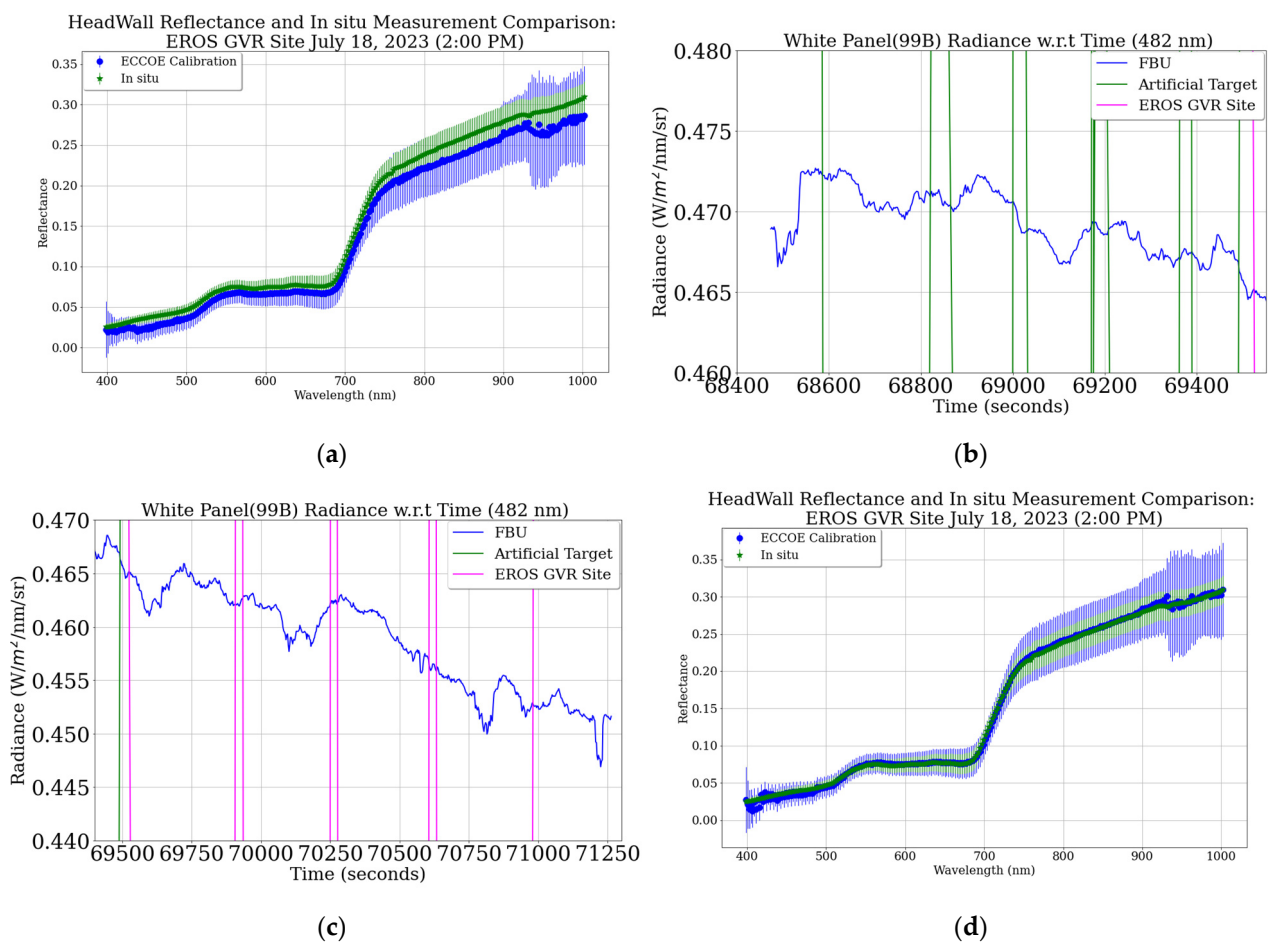 HeadWall Reflectance and In situ Measurement Comparison:
EROS GVR Site July 18, 2023 (2:00 PM)
ECCOE Calibration
In situ
0.35
0.30
0.25
0.20
0.15
0.10
0.05
0.00
Reflectance
400 500 600 700 800 900 1000
Wavelength (nm)
(a)
White Panel(99B) Radiance w.r.t Time (482 nm)
FBU
Artificial Target
EROS GVR Site
0.480
0.475
0.470
0.465
0.460
Radiance (W/m²/nm/sr)
68400 68600 68800 69000 69200 69400
Time (seconds)
(b)
White Panel(99B) Radiance w.r.t Time (482 nm)
FBU
Artificial Target
EROS GVR Site
0.470
0.465
0.460
0.455
0.450
0.445
0.440
Radiance (W/m²/nm/sr)
69500 69750 70000 70250 70500 70750 71000 71250
Time (seconds)
(c)
HeadWall Reflectance and In situ Measurement Comparison:
EROS GVR Site July 18, 2023 (2:00 PM)
ECCOE Calibration
In situ
0.35
0.30
0.25
0.20
0.15
0.10
0.05
0.00
Reflectance
400 500 600 700 800 900 1000
Wavelength (nm)
(d)